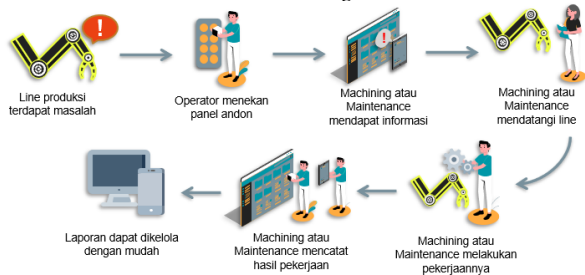 Line produksi
terdapat masalah
Operator menekan
panel andon
Machining atau
Maintenance
mendapat informasi
Machining atau
Maintenance
mendatangi line
Machining atau
Maintenance melakukan
pekerjaannya
Machining atau
Maintenance mencatat
hasil pekerjaan
Laporan dapat dikelola
dengan mudah